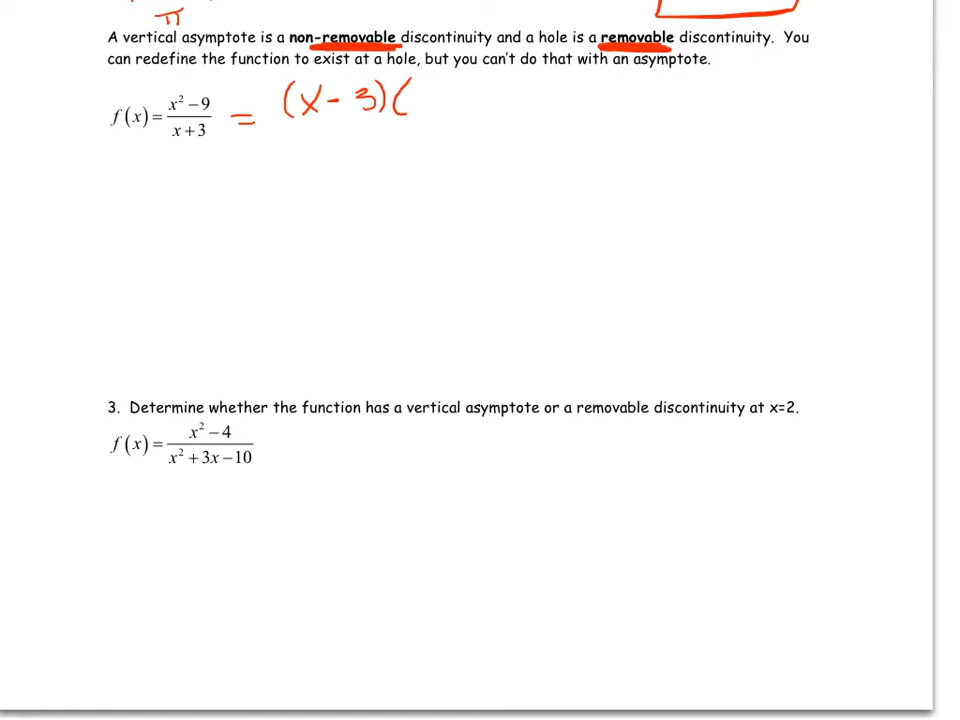 π
A vertical asymptote is a non-removable discontinuity and a hole is a removable discontinuity. You
can redefine the function to exist at a hole, but you can't do that with an asymptote.
f(x) = (x² − 9)/(x + 3) = (x - 3)(
3. Determine whether the function has a vertical asymptote or a removable discontinuity at x=2.
f(x) = (x² − 4)/(x² + 3x − 10)